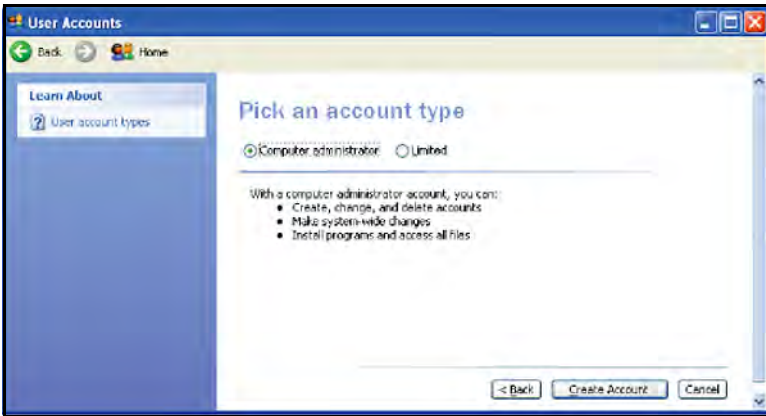 User Accounts
Back Home
Learn About
User account types
Pick an account type
Computer administrator Limited
With a computer administrator account, you can:
• Create, change, and delete accounts
• Make system-wide changes
• Install programs and access all files
< Back Create Account Cancel